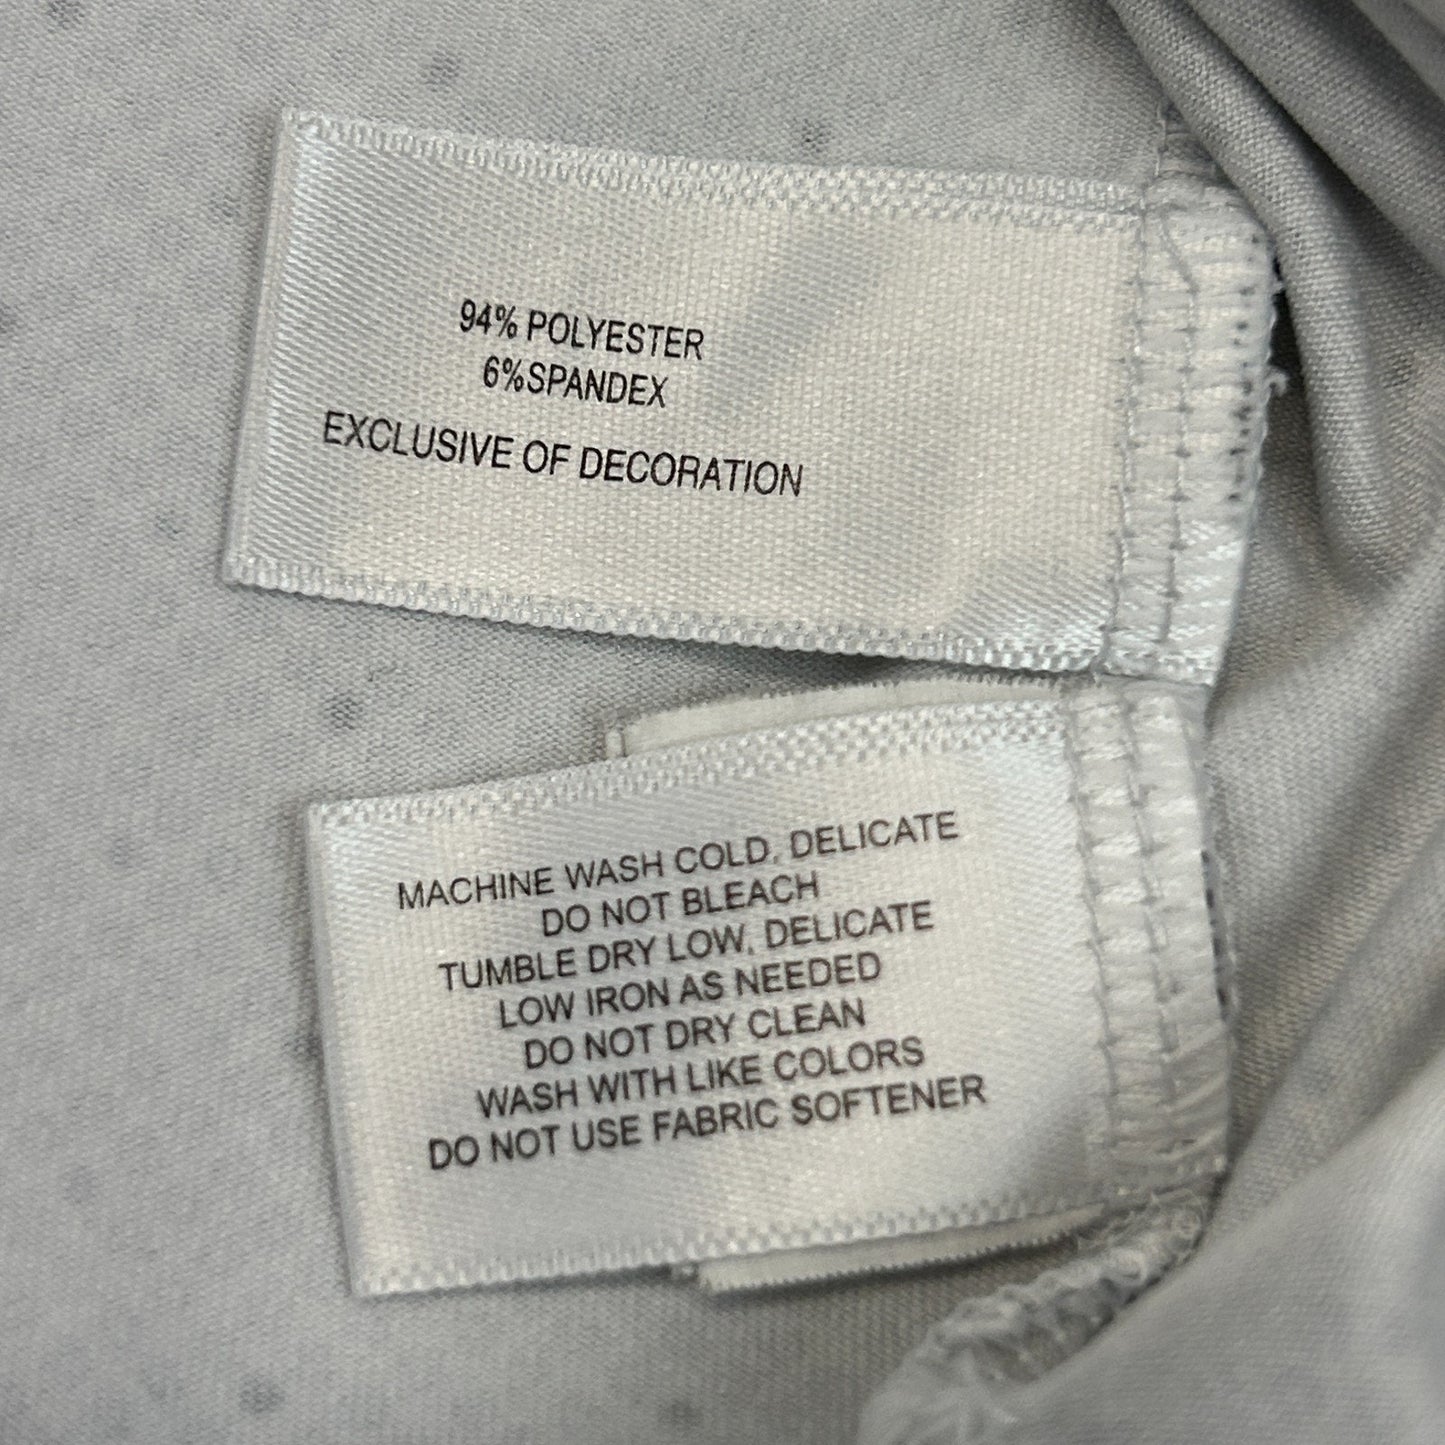 94% POLYESTER
6%SPANDEX
EXCLUSIVE OF DECORATION
MACHINE WASH COLD, DELICATE
DO NOT BLEACH
TUMBLE DRY LOW, DELICATE
LOW IRON AS NEEDED
DO NOT DRY CLEAN
WASH WITH LIKE COLORS
DO NOT USE FABRIC SOFTENER